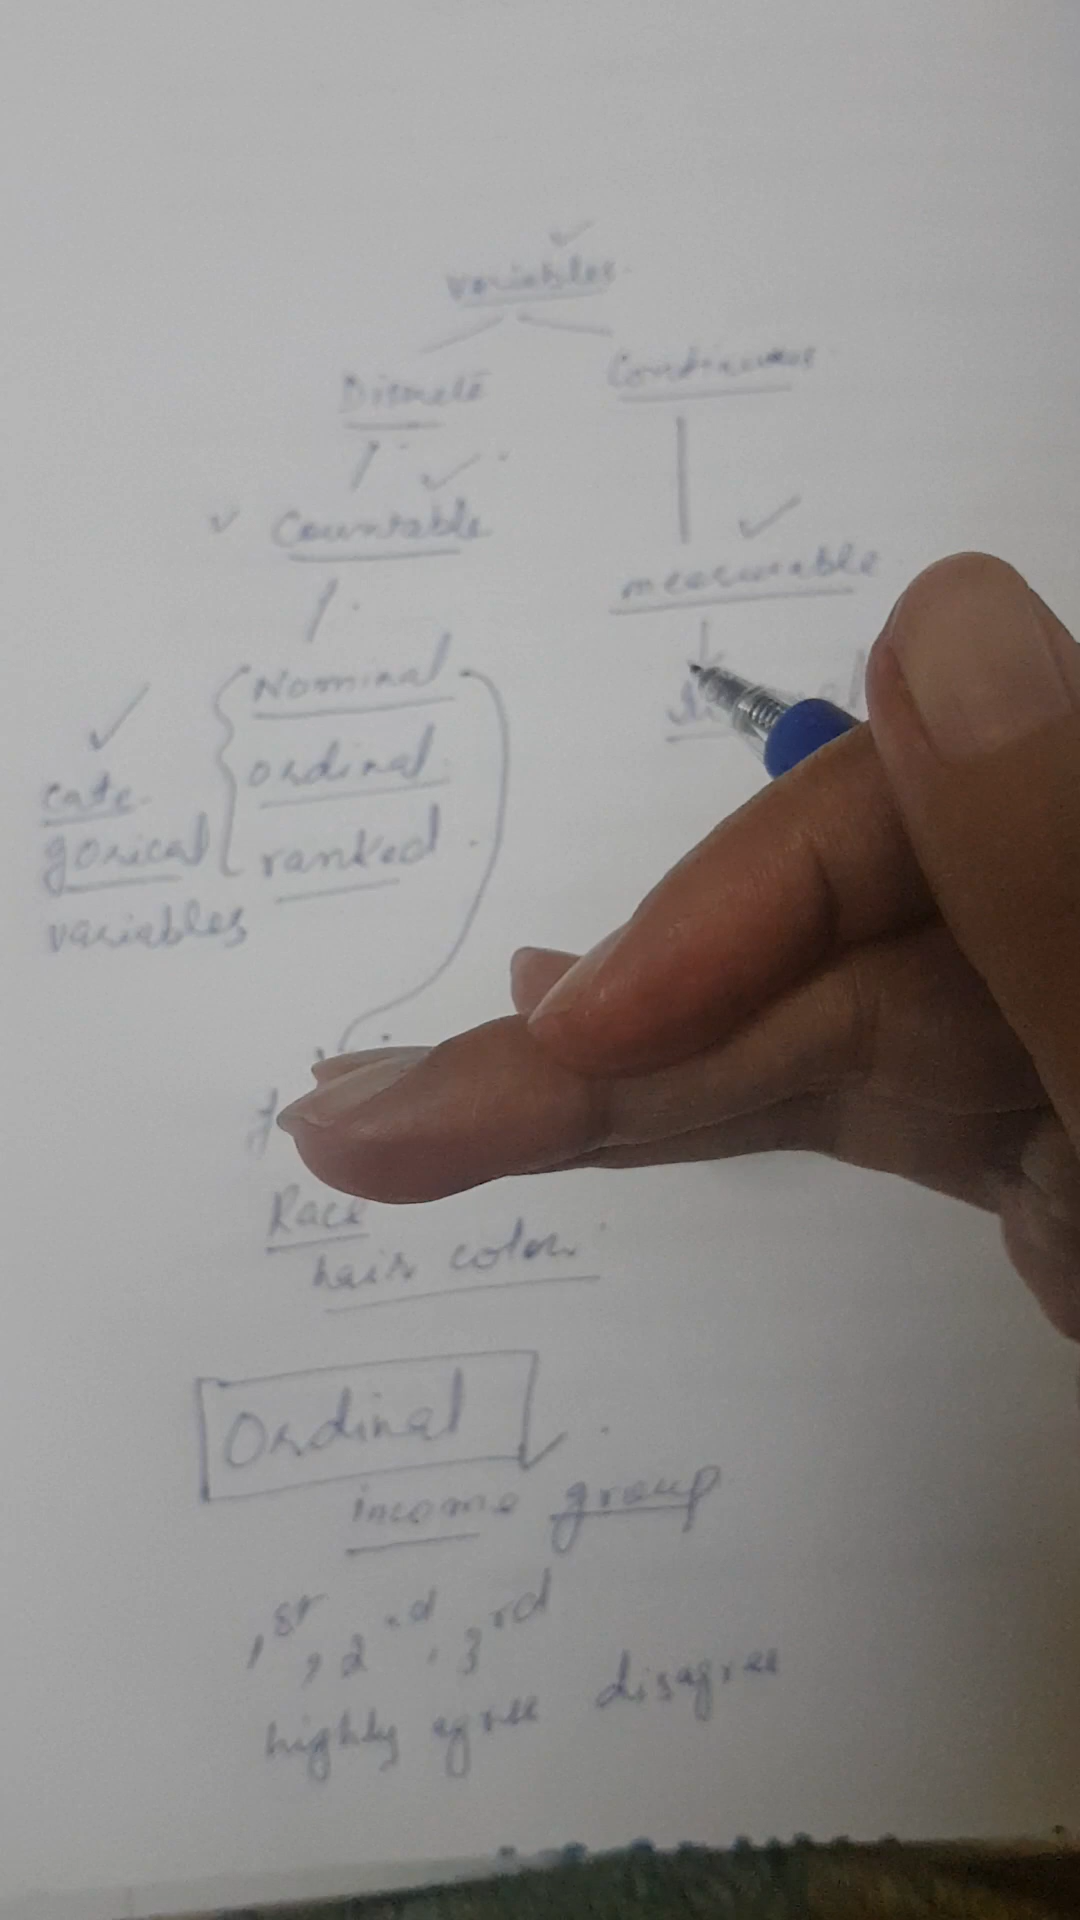 variables
Discrete Continuous
Countable
measurable
Nominal
ordinal
ranked
cate-
gorical
variables
Race
hair color
Ordinal
income group
1st, 2nd, 3rd
highly agree disagree